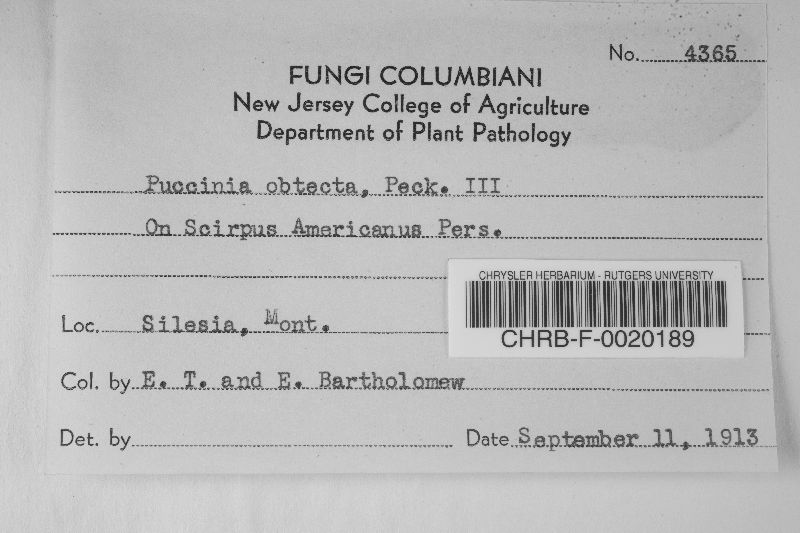 No. 4365
FUNGI COLUMBIANI
New Jersey College of Agriculture
Department of Plant Pathology
Puccinia obtecta, Peck. III
On Scirpus Americanus Pers.
CHRYSLER HERBARIUM - RUTGERS UNIVERSITY
CHRB-F-0020189
Loc. Silesia, Mont.
Col. by E. T. and E. Bartholomew
Det. by
Date September 11, 1913